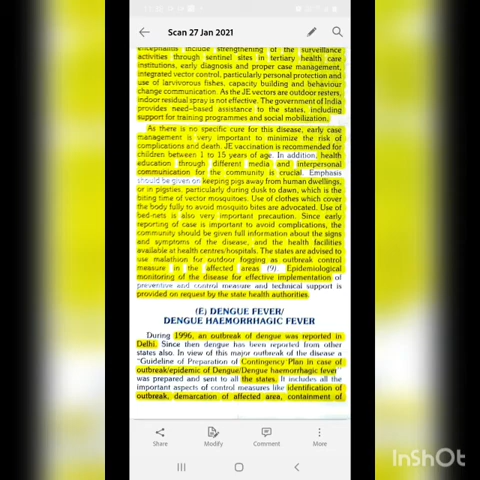 Scan 27 Jan 2021
encephalitis include strengthening of the surveillance
activities through sentinel sites in tertiary health care
institutions, early diagnosis and proper case management,
integrated vector control, particularly personal protection and
use of larvivorous fishes, capacity building and behaviour
change communication. As the JE vectors are outdoor resters,
indoor residual spray is not effective. The government of India
provides need-based assistance to the states, including
support for training programmes and social mobilization.
As there is no specific cure for this disease, early case
management is very important to minimize the risk of
complications and death. JE vaccination is recommended for
children between 1 to 15 years of age. In addition, health
education through different media and interpersonal
communication for the community is crucial. Emphasis
should be given on keeping pigs away from human dwellings,
or in pigsties, particularly during dusk to dawn, which is the
biting time of vector mosquitoes. Use of clothes which cover
the body fully to avoid mosquito bites are advocated. Use of
bed-nets is also very important precaution. Since early
reporting of case is important to avoid complications, the
community should be given full information about the signs
and symptoms of the disease, and the health facilities
available at health centres/hospitals. The states are advised to
use malathion for outdoor fogging as outbreak control
measure in the affected areas (9). Epidemiological
monitoring of the disease for effective implementation of
preventive and control measure and technical support is
provided on request by the state health authorities.
(E) DENGUE FEVER/
DENGUE HAEMORRHAGIC FEVER
During 1996, an outbreak of dengue was reported in
Delhi. Since then dengue has been reported from other
states also. In view of this major outbreak of the disease a
"Guideline of Preparation of Contingency Plan in case of
outbreak/epidemic of Dengue/Dengue haemorrhagic fever"
was prepared and sent to all the states. It includes all the
important aspects of control measures like identification of
outbreak, demarcation of affected area, containment of
Share Modify Comment More
InShOt